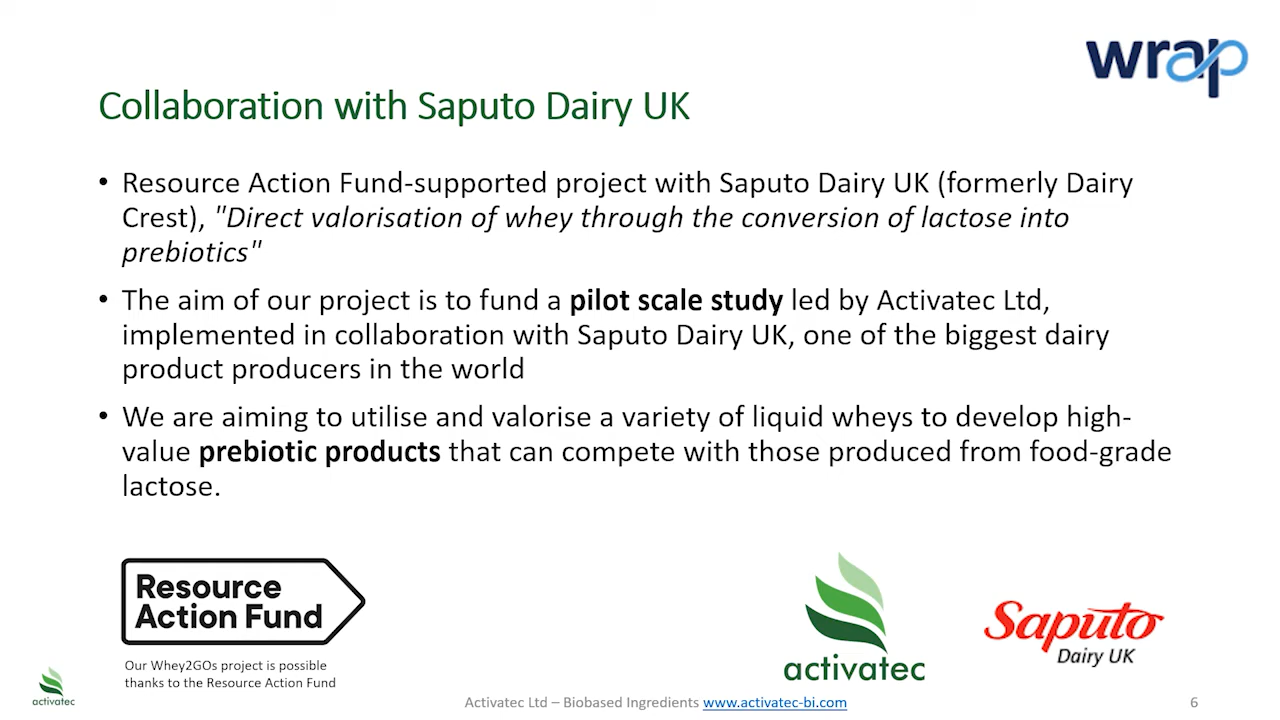 wrap
Collaboration with Saputo Dairy UK
• Resource Action Fund-supported project with Saputo Dairy UK (formerly Dairy
Crest), "Direct valorisation of whey through the conversion of lactose into
prebiotics"
• The aim of our project is to fund a pilot scale study led by Activatec Ltd,
implemented in collaboration with Saputo Dairy UK, one of the biggest dairy
product producers in the world
• We are aiming to utilise and valorise a variety of liquid wheys to develop high-
value prebiotic products that can compete with those produced from food-grade
lactose.
Resource
Action Fund
Our Whey2GOs project is possible
thanks to the Resource Action Fund
activatec
Saputo
Dairy UK
activatec
Activatec Ltd – Biobased Ingredients www.activatec-bi.com
6